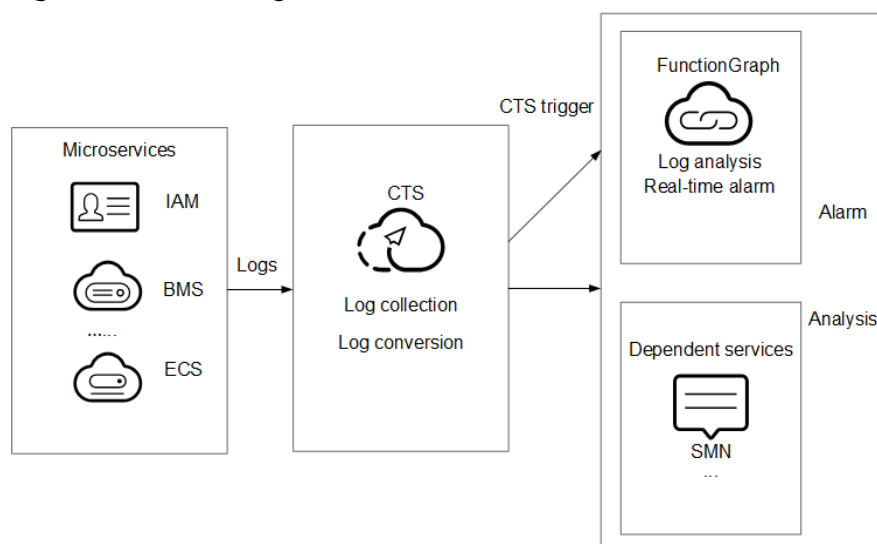 Microservices
IAM
BMS
......
ECS
Logs
CTS
Log collection
Log conversion
CTS trigger
FunctionGraph
Log analysis
Real-time alarm
Alarm
Analysis
Dependent services
SMN
...